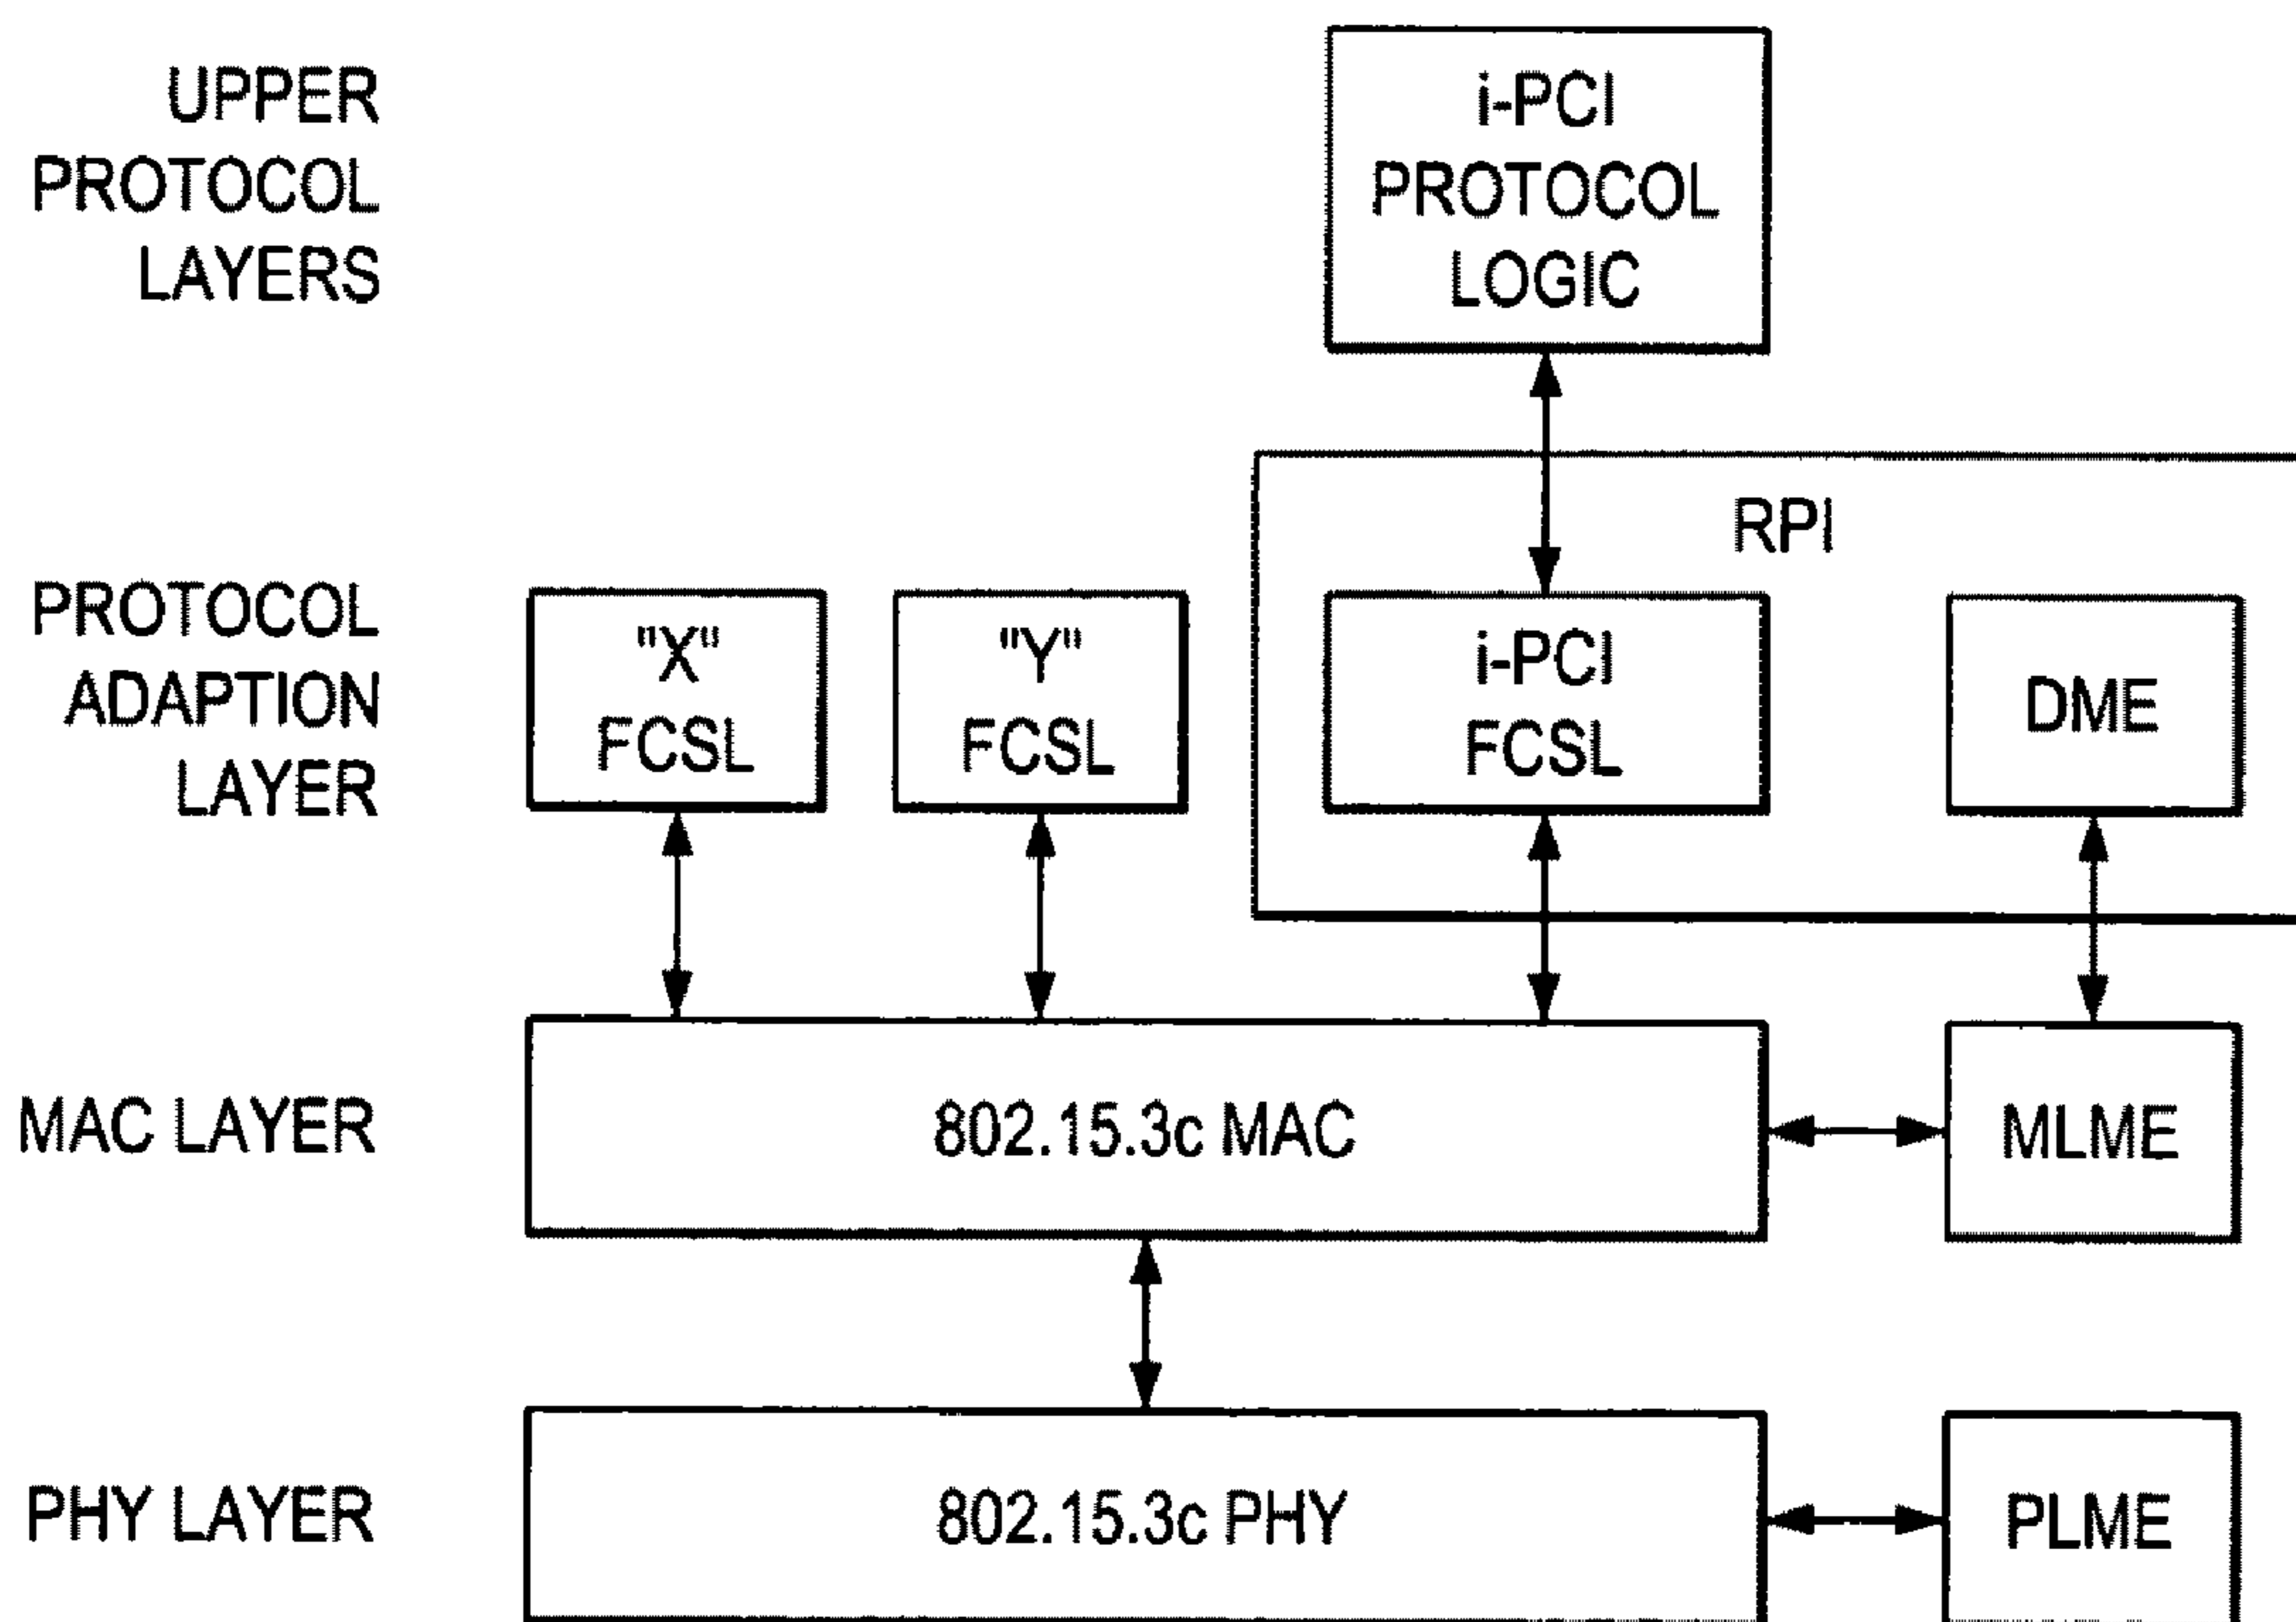 UPPER
PROTOCOL
LAYERS
i-PCI
PROTOCOL
LOGIC
RPI
PROTOCOL
ADAPTION
LAYER
"X"
FCSL
"Y"
FCSL
i-PCI
FCSL
DME
MAC LAYER
802.15.3c MAC
MLME
PHY LAYER
802.15.3c PHY
PLME